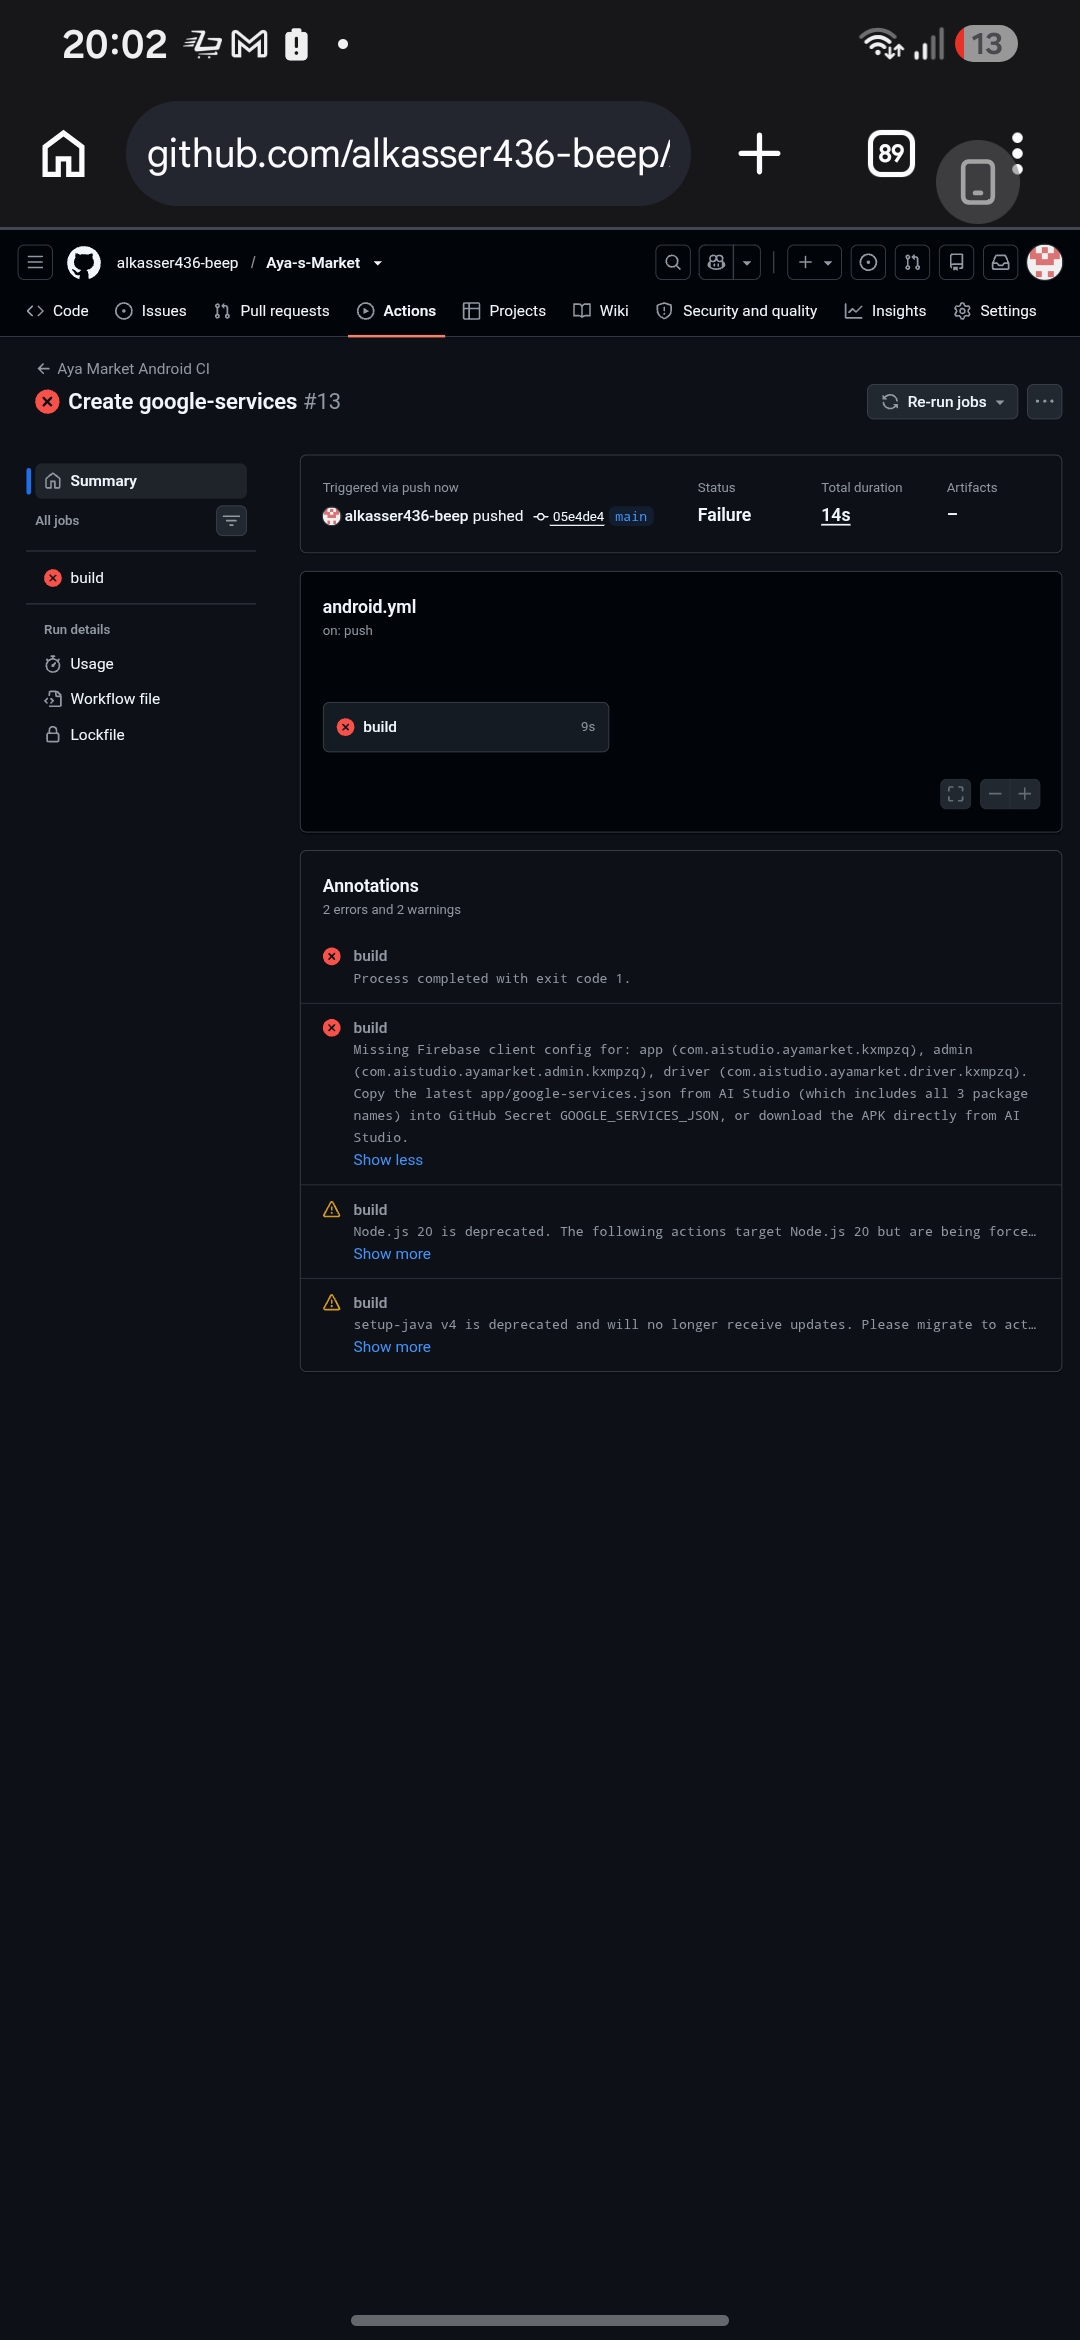 20:02
13
github.com/alkasser436-beep/
89
alkasser436-beep / Aya-s-Market
Code Issues Pull requests Actions Projects Wiki Security and quality Insights Settings
Aya Market Android CI
Create google-services #13
Re-run jobs
Summary
All jobs
build
Run details
Usage
Workflow file
Lockfile
Triggered via push now
alkasser436-beep pushed 05e4de4 main
Status
Failure
Total duration
14s
Artifacts
–
android.yml
on: push
build 9s
Annotations
2 errors and 2 warnings
build
Process completed with exit code 1.
build
Missing Firebase client config for: app (com.aistudio.ayamarket.kxmpzq), admin
(com.aistudio.ayamarket.admin.kxmpzq), driver (com.aistudio.ayamarket.driver.kxmpzq).
Copy the latest app/google-services.json from AI Studio (which includes all 3 package
names) into GitHub Secret GOOGLE_SERVICES_JSON, or download the APK directly from AI
Studio.
Show less
build
Node.js 20 is deprecated. The following actions target Node.js 20 but are being force…
Show more
build
setup-java v4 is deprecated and will no longer receive updates. Please migrate to act…
Show more